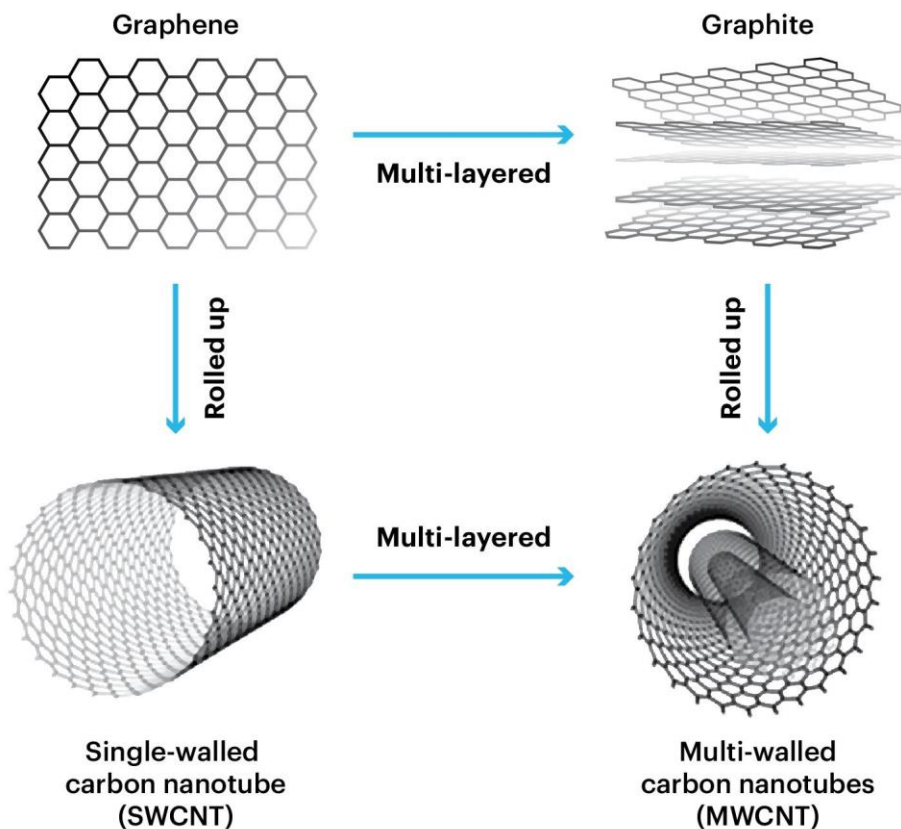 Graphene
Graphite
Multi-layered
Rolled up
Rolled up
Multi-layered
Single-walled
carbon nanotube
(SWCNT)
Multi-walled
carbon nanotubes
(MWCNT)